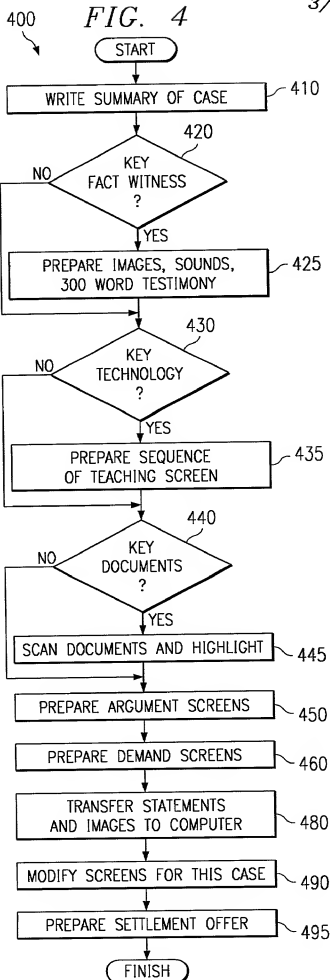 FIG. 4
3/
400
START
WRITE SUMMARY OF CASE
410
420
KEY
FACT WITNESS
?
NO
YES
PREPARE IMAGES, SOUNDS,
300 WORD TESTIMONY
425
430
KEY
TECHNOLOGY
?
NO
YES
PREPARE SEQUENCE
OF TEACHING SCREEN
435
440
KEY
DOCUMENTS
?
NO
YES
SCAN DOCUMENTS AND HIGHLIGHT
445
PREPARE ARGUMENT SCREENS
450
PREPARE DEMAND SCREENS
460
TRANSFER STATEMENTS
AND IMAGES TO COMPUTER
480
MODIFY SCREENS FOR THIS CASE
490
PREPARE SETTLEMENT OFFER
495
FINISH